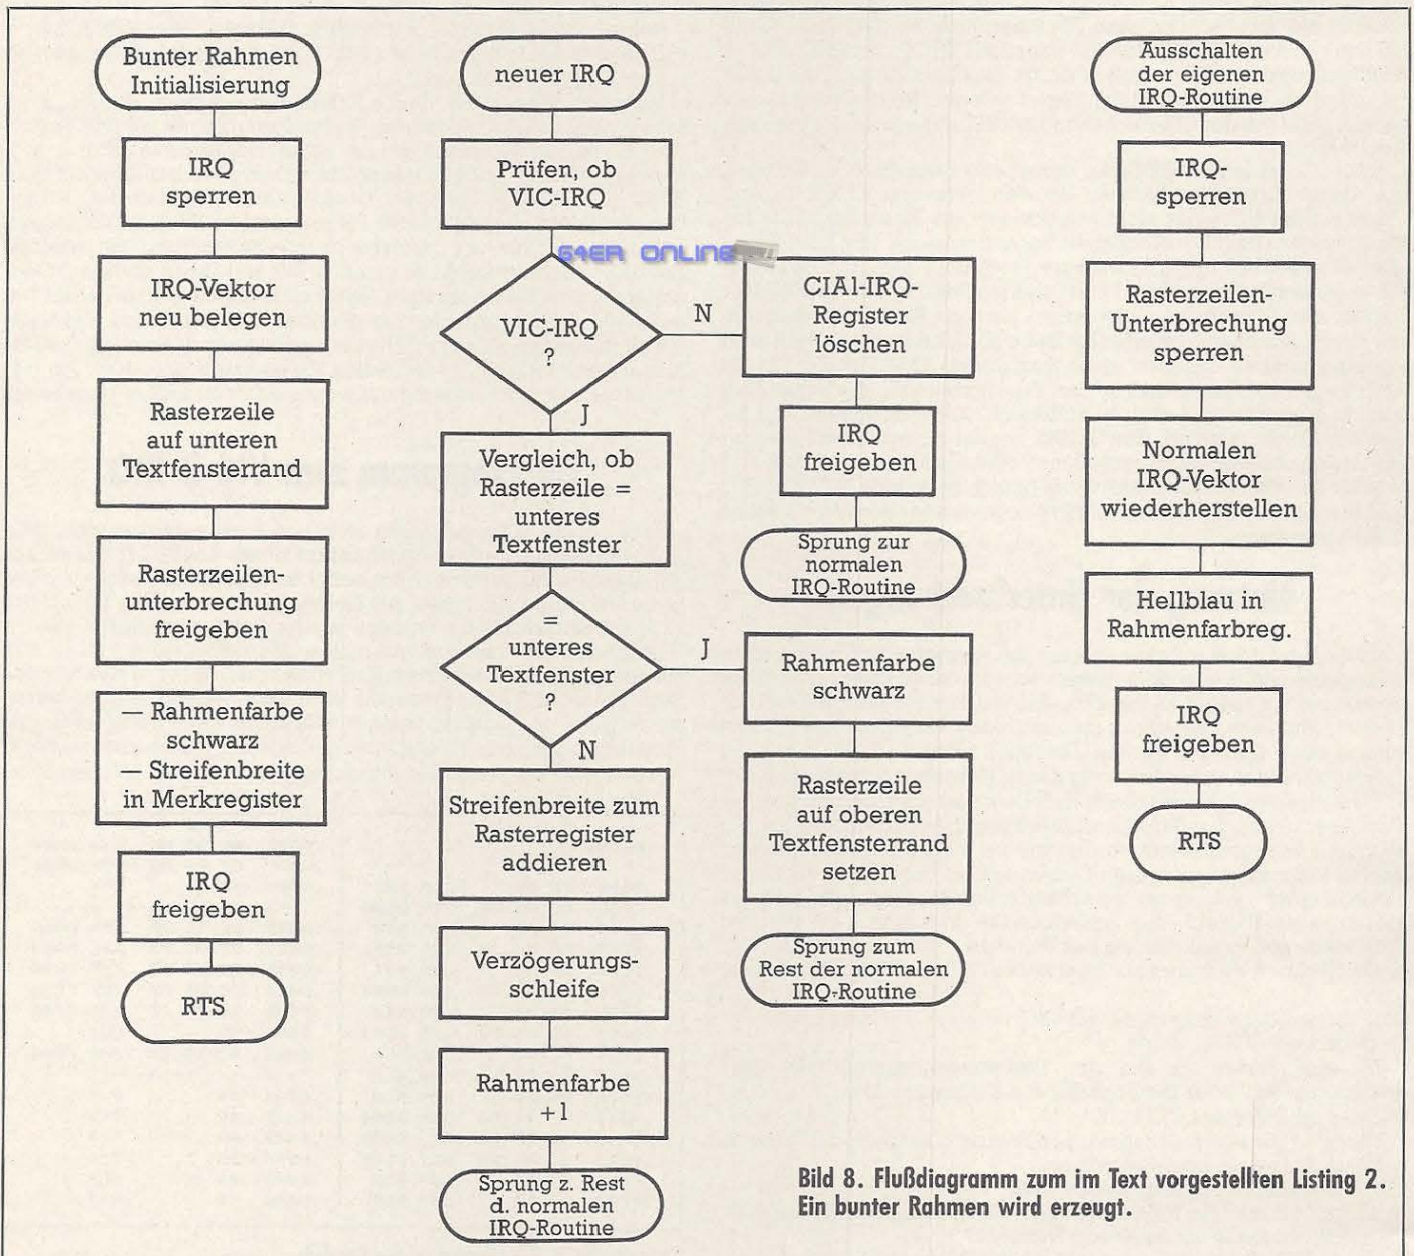 Bunter Rahmen
Initialisierung
IRQ
sperren
IRQ-Vektor
neu belegen
Rasterzeile
auf unteren
Textfensterrand
Rasterzeilen-
unterbrechung
freigeben
— Rahmenfarbe
schwarz
— Streifenbreite
in Merkregister
IRQ
freigeben
RTS
neuer IRQ
Prüfen, ob
VIC-IRQ
64ER ONLINE
VIC-IRQ
?
N
J
CIA1-IRQ-
Register
löschen
IRQ
freigeben
Sprung zur
normalen
IRQ-Routine
Vergleich, ob
Rasterzeile =
unteres
Textfenster
=
unteres
Textfenster
?
J
N
Rahmenfarbe
schwarz
Rasterzeile
auf oberen
Textfensterrand
setzen
Sprung zum
Rest der normalen
IRQ-Routine
Streifenbreite zum
Rasterregister
addieren
Verzögerungs-
schleife
Rahmenfarbe
+1
Sprung z. Rest
d. normalen
IRQ-Routine
Ausschalten
der eigenen
IRQ-Routine
IRQ-
sperren
Rasterzeilen-
Unterbrechung
sperren
Normalen
IRQ-Vektor
wiederherstellen
Hellblau in
Rahmenfarbreg.
IRQ
freigeben
RTS
Bild 8. Flußdiagramm zum im Text vorgestellten Listing 2.
Ein bunter Rahmen wird erzeugt.